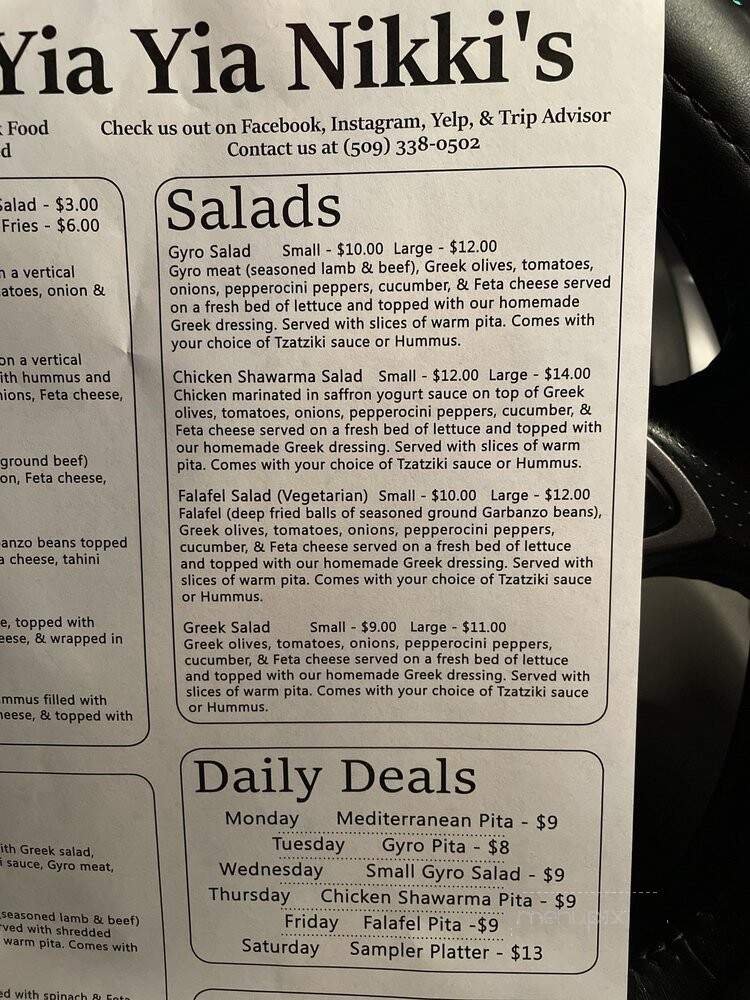 Yia Yia Nikki's
Food
d
Check us out on Facebook, Instagram, Yelp, & Trip Advisor
Contact us at (509) 338-0502
Salad - $3.00
Fries - $6.00
n a vertical
atoes, onion &
on a vertical
ith hummus and
nions, Feta cheese,
ground beef)
on, Feta cheese,
anzo beans topped
a cheese, tahini
e, topped with
eese, & wrapped in
mmus filled with
heese, & topped with
ith Greek salad,
i sauce, Gyro meat,
seasoned lamb & beef)
rved with shredded
warm pita. Comes with
ed with spinach & Feta
Salads
Gyro Salad Small - $10.00 Large - $12.00
Gyro meat (seasoned lamb & beef), Greek olives, tomatoes,
onions, pepperocini peppers, cucumber, & Feta cheese served
on a fresh bed of lettuce and topped with our homemade
Greek dressing. Served with slices of warm pita. Comes with
your choice of Tzatziki sauce or Hummus.
Chicken Shawarma Salad Small - $12.00 Large - $14.00
Chicken marinated in saffron yogurt sauce on top of Greek
olives, tomatoes, onions, pepperocini peppers, cucumber, &
Feta cheese served on a fresh bed of lettuce and topped with
our homemade Greek dressing. Served with slices of warm
pita. Comes with your choice of Tzatziki sauce or Hummus.
Falafel Salad (Vegetarian) Small - $10.00 Large - $12.00
Falafel (deep fried balls of seasoned ground Garbanzo beans),
Greek olives, tomatoes, onions, pepperocini peppers,
cucumber, & Feta cheese served on a fresh bed of lettuce
and topped with our homemade Greek dressing. Served with
slices of warm pita. Comes with your choice of Tzatziki sauce
or Hummus.
Greek Salad Small - $9.00 Large - $11.00
Greek olives, tomatoes, onions, pepperocini peppers,
cucumber, & Feta cheese served on a fresh bed of lettuce
and topped with our homemade Greek dressing. Served with
slices of warm pita. Comes with your choice of Tzatziki sauce
or Hummus.
Daily Deals
Monday Mediterranean Pita - $9
Tuesday Gyro Pita - $8
Wednesday Small Gyro Salad - $9
Thursday Chicken Shawarma Pita - $9
Friday Falafel Pita -$9
Saturday Sampler Platter - $13
menupix